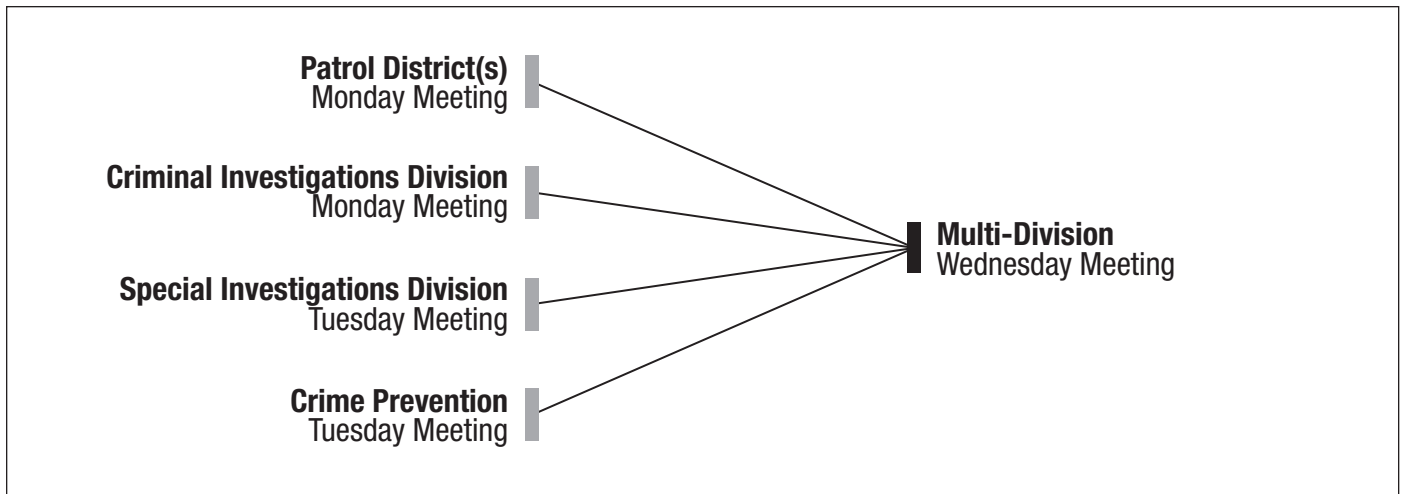 Patrol District(s)
Monday Meeting
Criminal Investigations Division
Monday Meeting
Special Investigations Division
Tuesday Meeting
Crime Prevention
Tuesday Meeting
Multi-Division
Wednesday Meeting